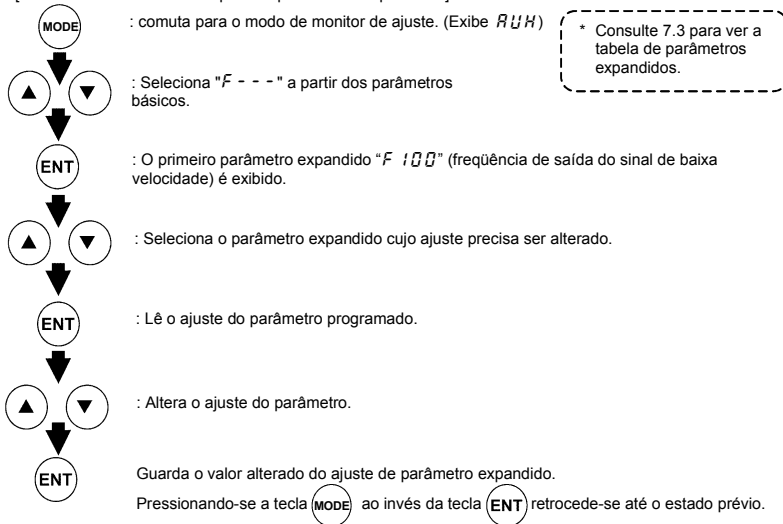 MODE
: comuta para o modo de monitor de ajuste. (Exibe AUH)
* Consulte 7.3 para ver a
tabela de parâmetros
expandidos.
▲ ▼
: Seleciona "F - - -" a partir dos parâmetros
básicos.
ENT
: O primeiro parâmetro expandido “F 100” (freqüência de saída do sinal de baixa
velocidade) é exibido.
▲ ▼
: Seleciona o parâmetro expandido cujo ajuste precisa ser alterado.
ENT
: Lê o ajuste do parâmetro programado.
▲ ▼
: Altera o ajuste do parâmetro.
ENT
Guarda o valor alterado do ajuste de parâmetro expandido.
Pressionando-se a tecla MODE ao invés da tecla ENT retrocede-se até o estado prévio.